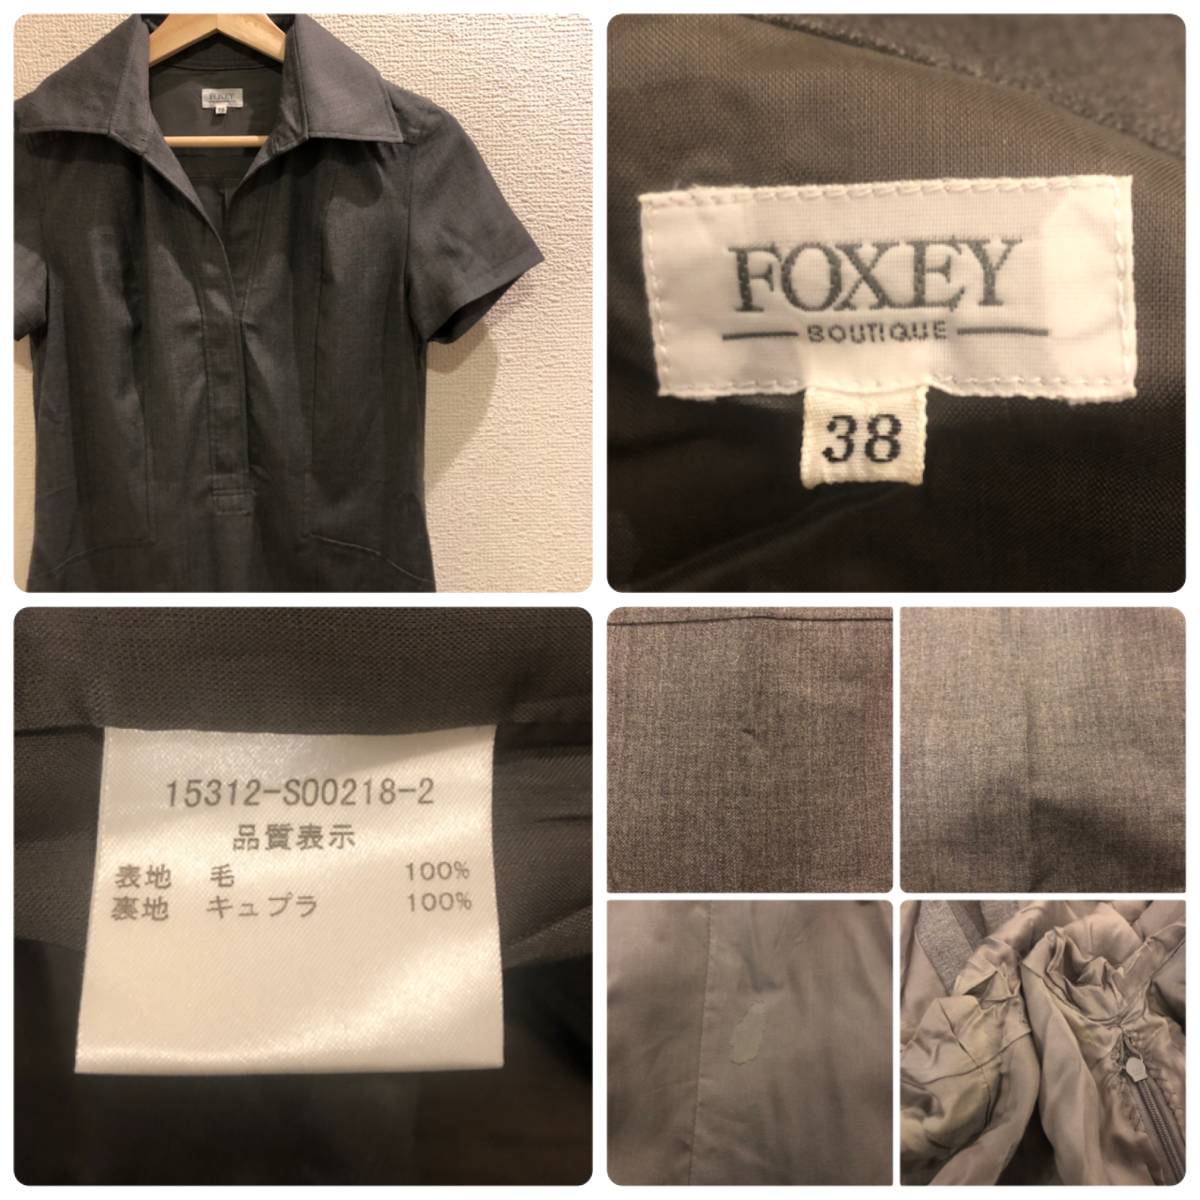 FOXEY
FOXEY
BOUTIQUE
38
15312-S00218-2
品質表示
表地 毛 100%
裏地 キュプラ 100%